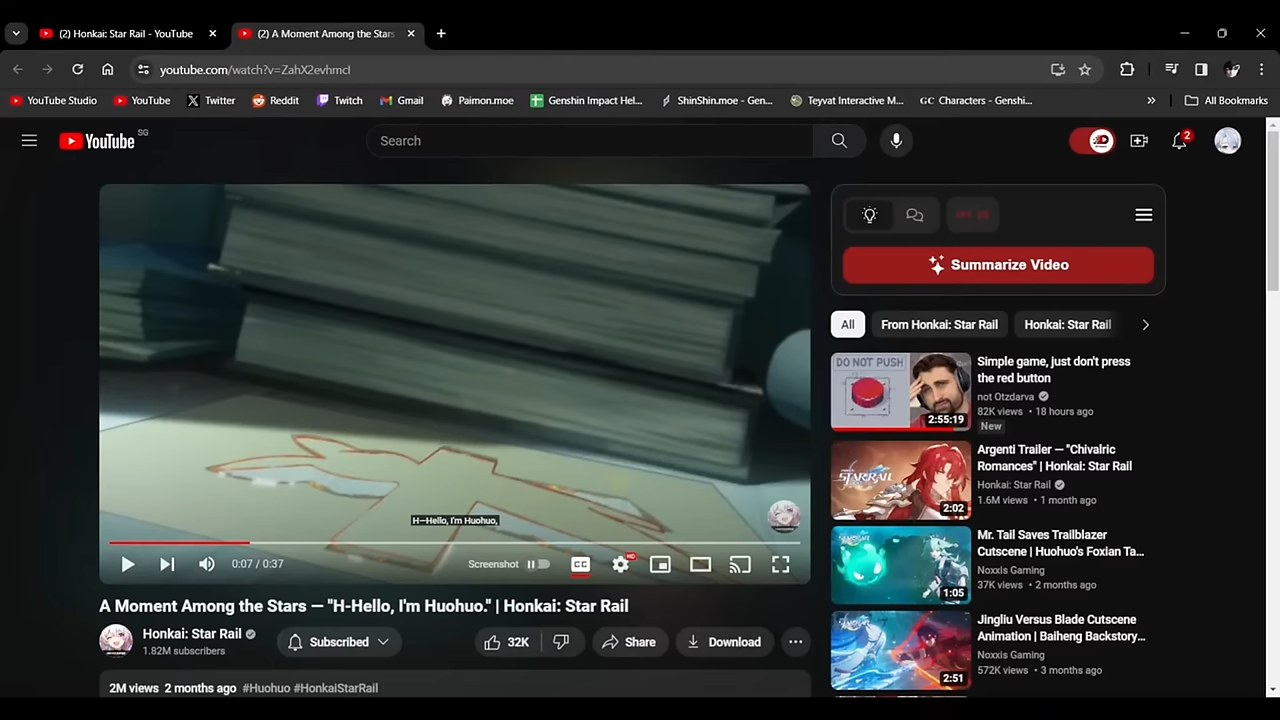 (2) Honkai: Star Rail - YouTube
(2) A Moment Among the Stars
youtube.com/watch?v=ZahX2evhmcI
YouTube Studio
YouTube
Twitter
Reddit
Twitch
Gmail
Paimon.moe
Genshin Impact Hel...
ShinShin.moe - Gen...
Teyvat Interactive M...
GC Characters - Genshi...
All Bookmarks
YouTube SG
Search
2
Summarize Video
All
From Honkai: Star Rail
Honkai: Star Rail
DO NOT PUSH
2:55:19
Simple game, just don't press
the red button
not Otzdarva
82K views • 18 hours ago
New
STARRAIL
2:02
Argenti Trailer — "Chivalric
Romances" | Honkai: Star Rail
Honkai: Star Rail
1.6M views • 1 month ago
1:05
Mr. Tail Saves Trailblazer
Cutscene | Huohuo's Foxian Ta...
Noxxis Gaming
37K views • 2 months ago
2:51
Jingliu Versus Blade Cutscene
Animation | Baiheng Backstory...
Noxxis Gaming
572K views • 3 months ago
H—Hello, I'm Huohuo,
0:07 / 0:37
Screenshot
CC
HD
A Moment Among the Stars — "H-Hello, I'm Huohuo." | Honkai: Star Rail
Honkai: Star Rail
1.82M subscribers
Subscribed
32K
Share
Download
2M views 2 months ago #Huohuo #HonkaiStarRail